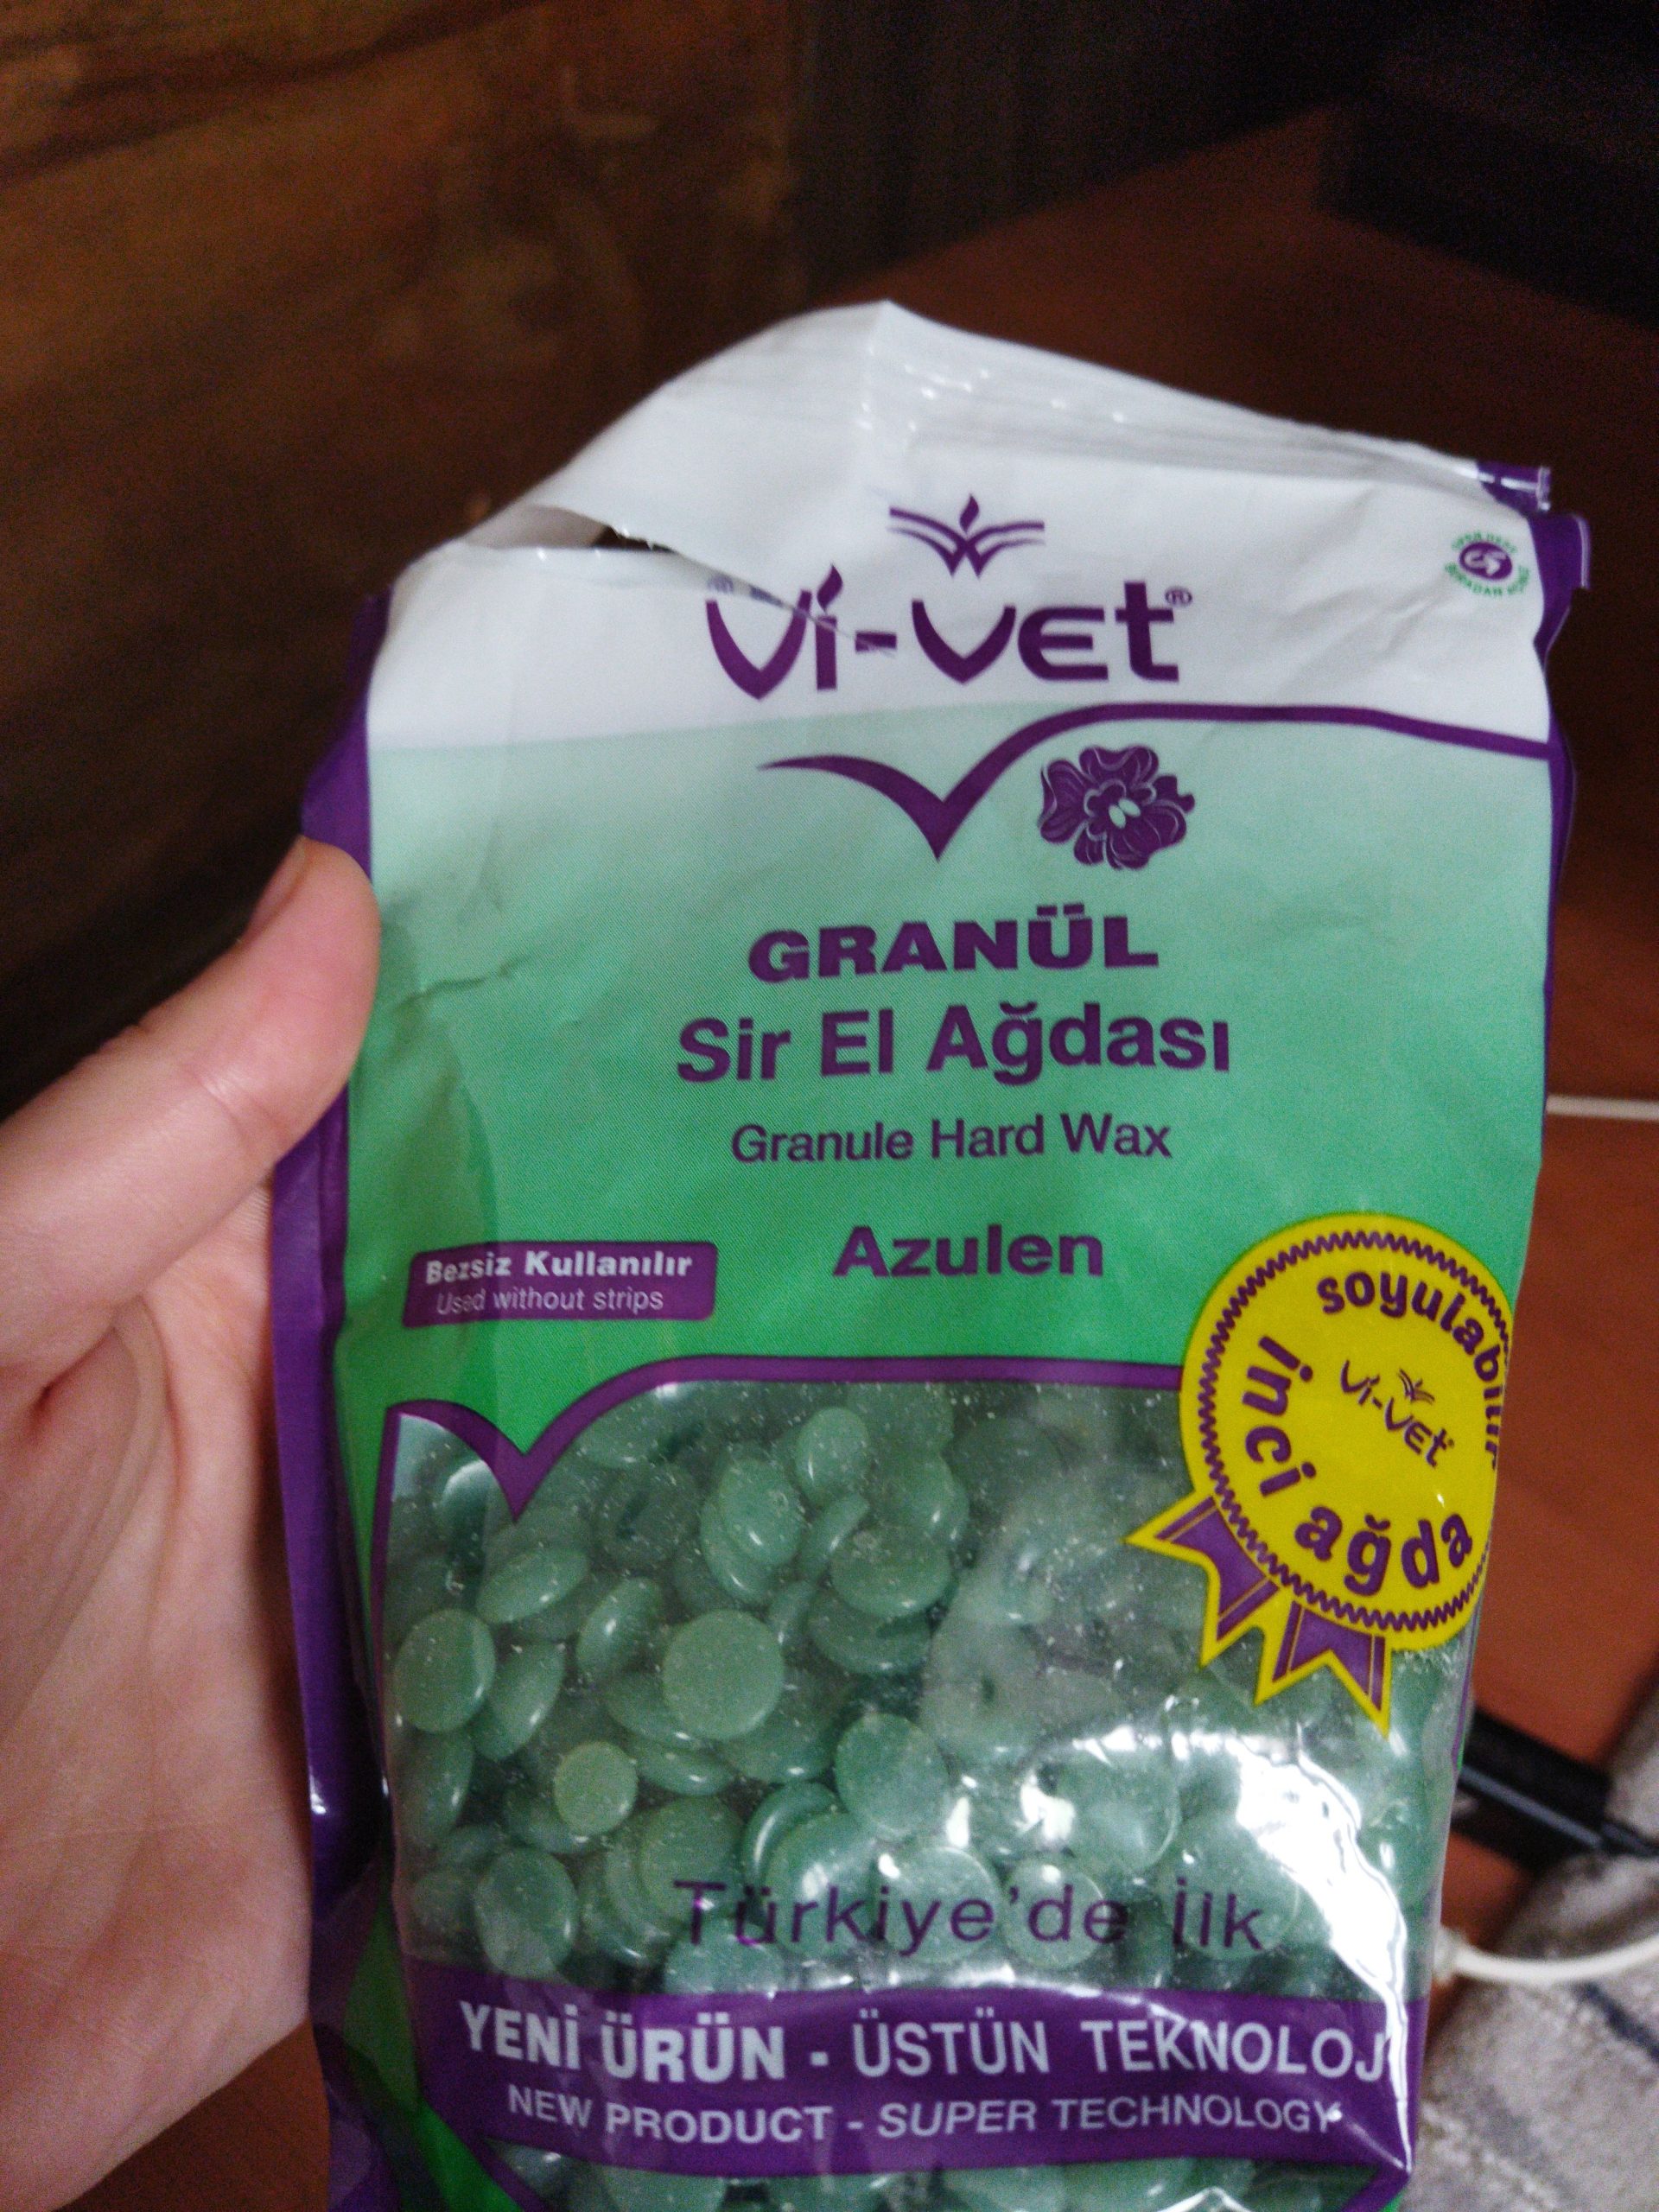 Vi-VEt®
GRANÜL
Sir El Ağdası
Granule Hard Wax
Azulen
Bezsiz Kullanılır
Used without strips
soyulabilir
Vi-VEt
inci ağda
Türkiye'de İlk
YENİ ÜRÜN - ÜSTÜN TEKNOLOJİ
NEW PRODUCT - SUPER TECHNOLOGY